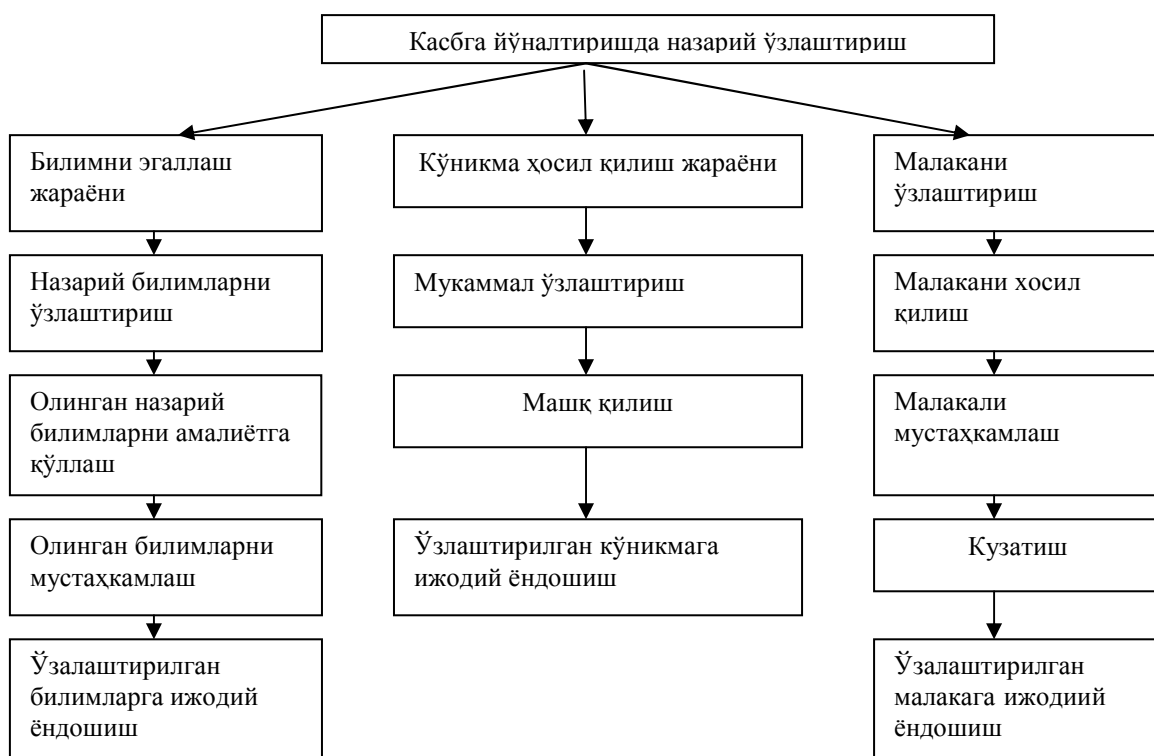 Касбга йўналтиришда назарий ўзлаштириш
Билимни эгаллаш
жараёни
Назарий билимларни
ўзлаштириш
Олинган назарий
билимларни амалиётга
қўллаш
Олинган билимларни
мустаҳкамлаш
Ўзалаштирилган
билимларга ижодий
ёндошиш
Кўникма ҳосил қилиш жараёни
Мукаммал ўзлаштириш
Машқ қилиш
Ўзлаштирилган кўникмага
ижодий ёндошиш
Малакани
ўзлаштириш
Малакани хосил
қилиш
Малакали
мустаҳкамлаш
Кузатиш
Ўзалаштирилган
малакага ижодиий
ёндошиш